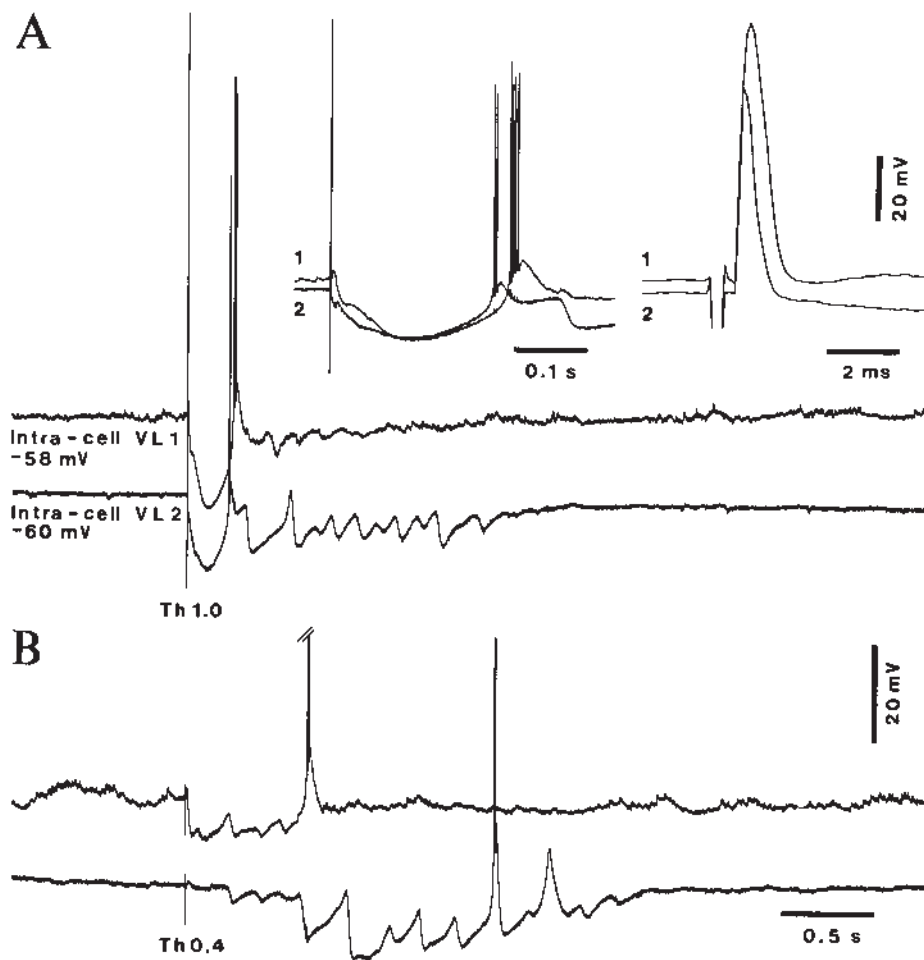 A
1
2
0.1 s
1
2
2 ms
20 mV
Intra-cell VL1
-58 mV
Intra-cell VL2
-60 mV
Th 1.0
B
20 mV
Th 0.4
0.5 s